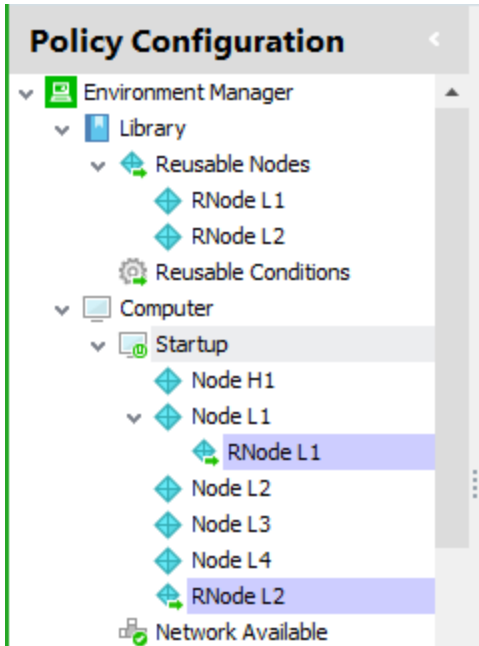 Policy Configuration
Environment Manager
Library
Reusable Nodes
RNode L1
RNode L2
Reusable Conditions
Computer
Startup
Node H1
Node L1
RNode L1
Node L2
Node L3
Node L4
RNode L2
Network Available